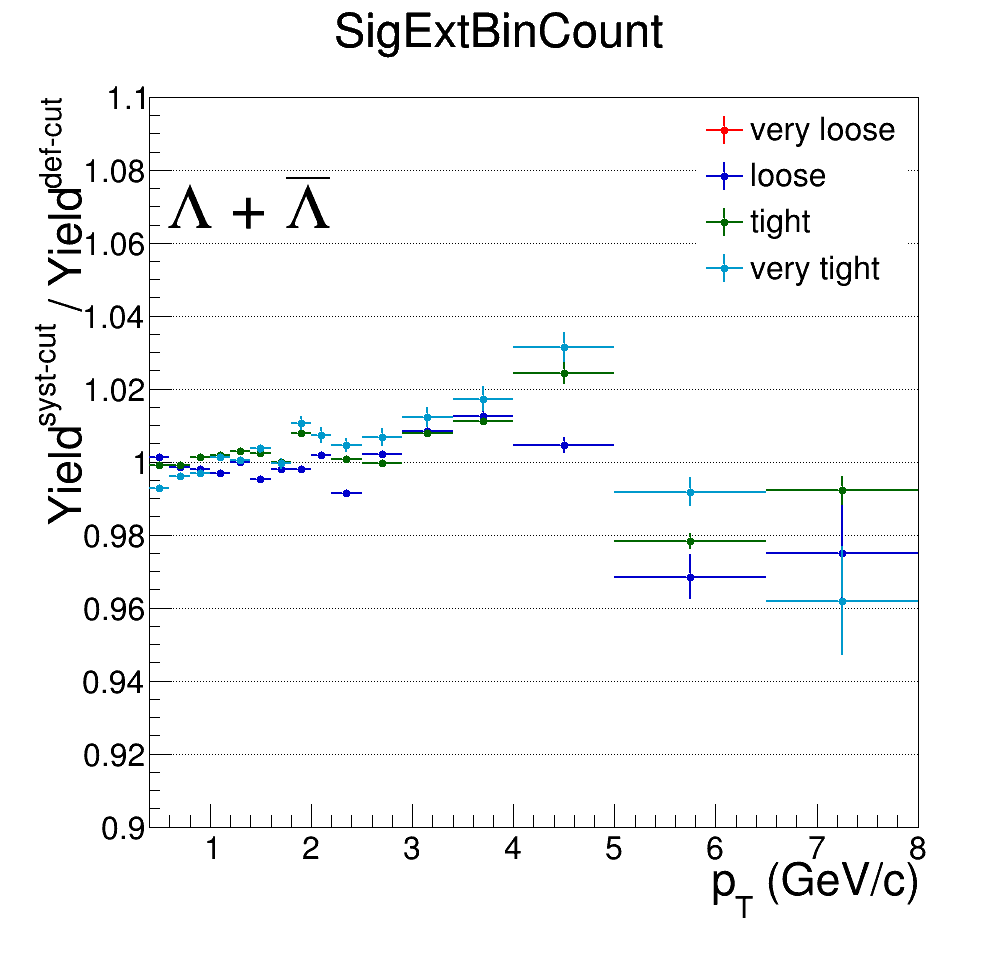 SigExtBinCount
Yield^syst-cut / Yield^def-cut
1.1
1.08
1.06
1.04
1.02
1
0.98
0.96
0.94
0.92
0.9
Λ + Λ̅
very loose
loose
tight
very tight
1 2 3 4 5 6 7 8
p_T (GeV/c)